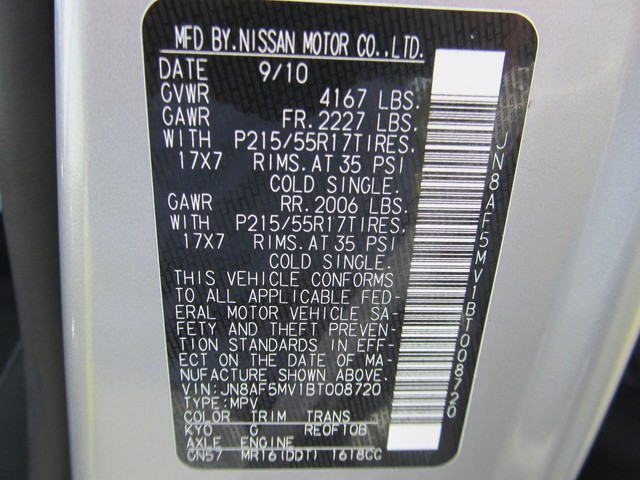 MFD BY.NISSAN MOTOR CO.,LTD.
DATE 9/10
GVWR 4167 LBS.
GAWR FR.2227 LBS.
WITH P215/55R17TIRES.
17X7 RIMS.AT 35 PSI
COLD SINGLE.
GAWR RR.2006 LBS.
WITH P215/55R17TIRES.
17X7 RIMS.AT 35 PSI
COLD SINGLE.
THIS VEHICLE CONFORMS
TO ALL APPLICABLE FED-
ERAL MOTOR VEHICLE SA-
FETY AND THEFT PREVEN-
TION STANDARDS IN EFF-
ECT ON THE DATE OF MA-
NUFACTURE SHOWN ABOVE.
VIN:JN8AF5MV1BT008720
TYPE:MPV
COLOR TRIM TRANS
KYO G RE0F10B
AXLE ENGINE
GN57 MR16(DDT) 1618CC
JN8AF5MV1BT008720